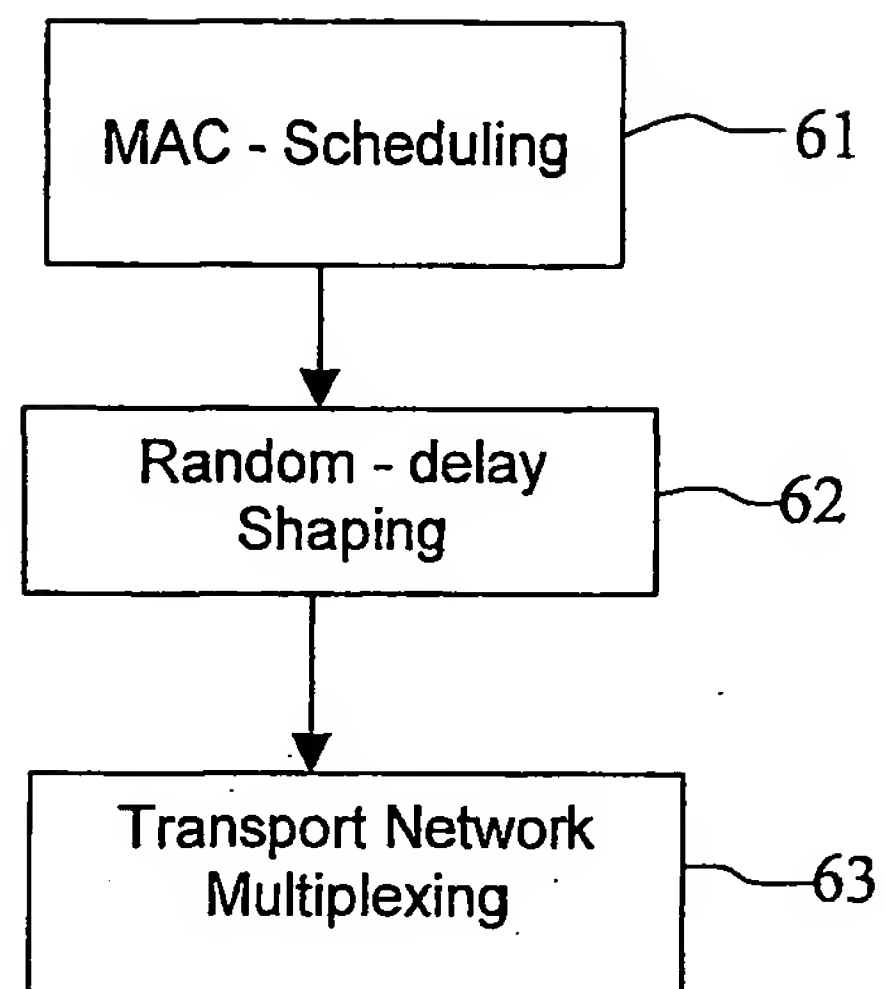 MAC - Scheduling
61
Random - delay
Shaping
62
Transport Network
Multiplexing
63